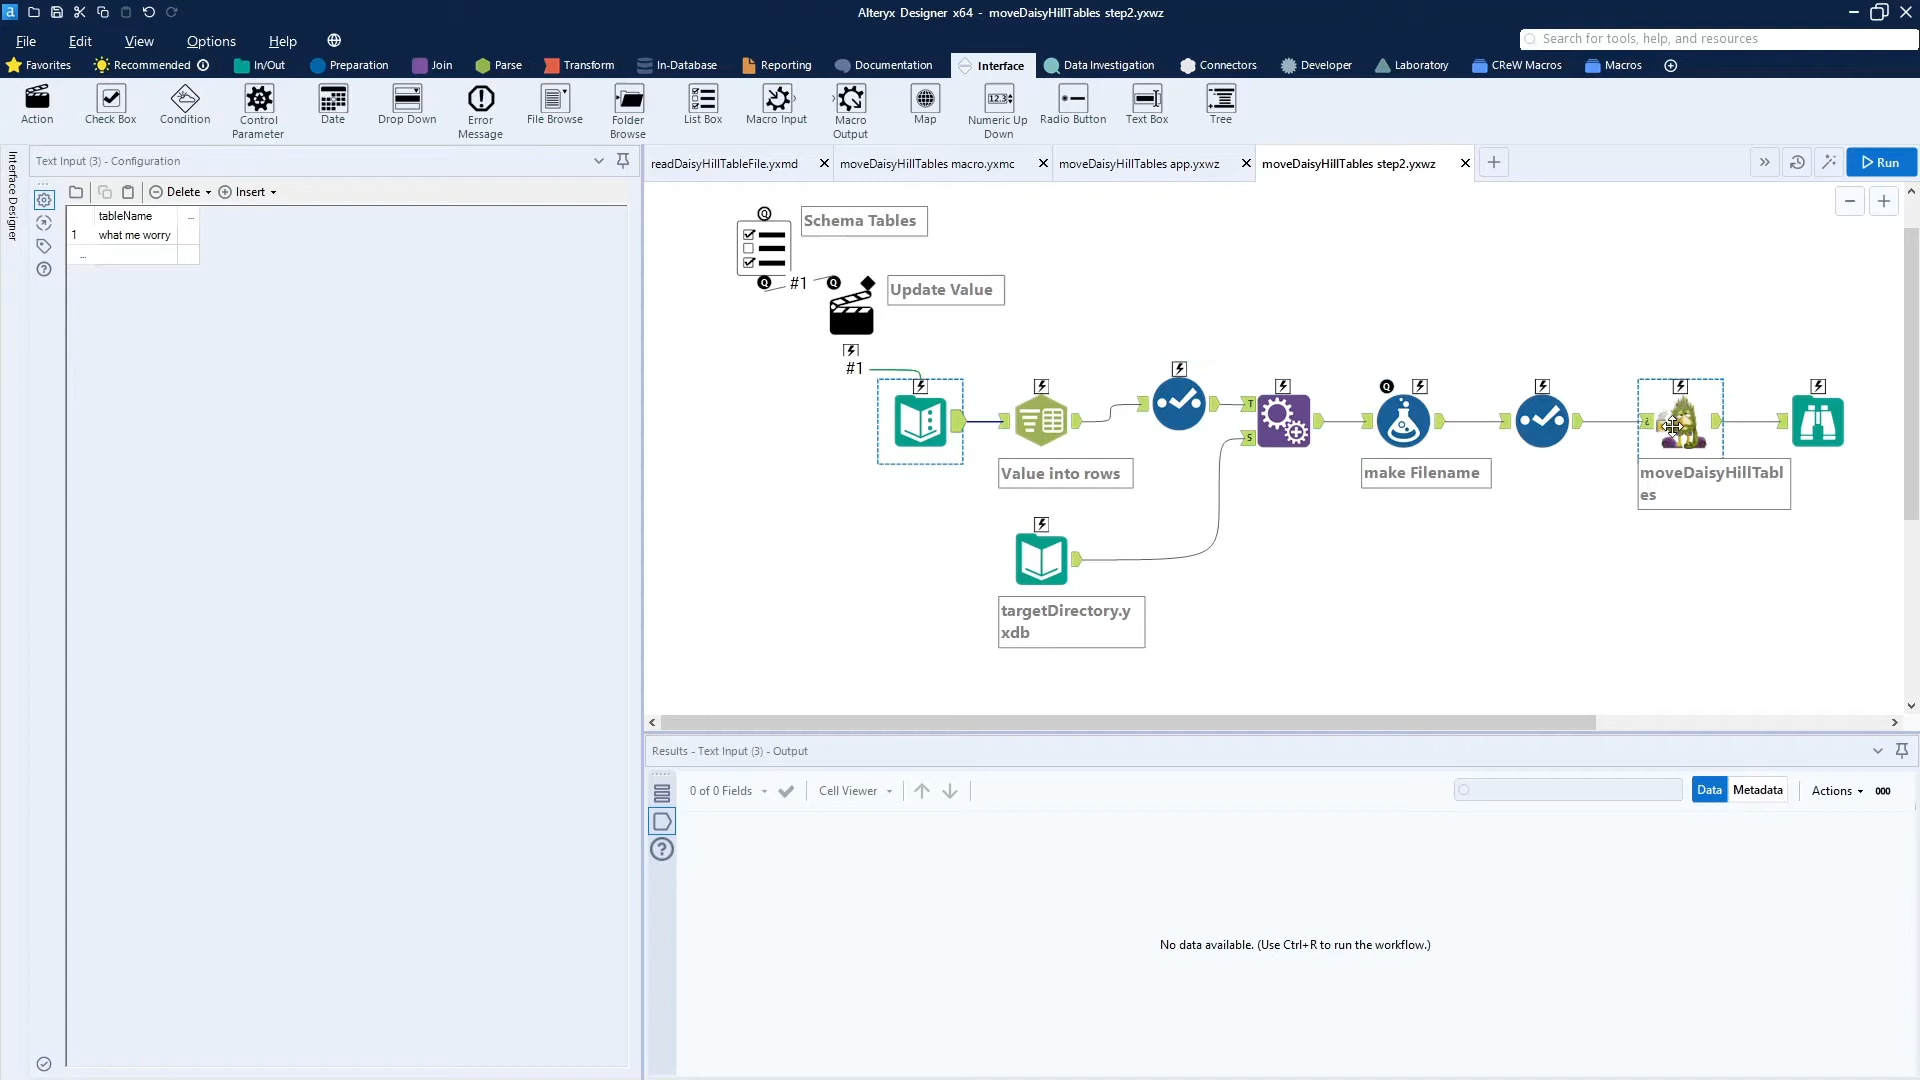 a
Alteryx Designer x64 - moveDaisyHillTables step2.yxwz
File Edit View Options Help
Search for tools, help, and resources
Favorites Recommended In/Out Preparation Join Parse Transform In-Database Reporting Documentation Interface Data Investigation Connectors Developer Laboratory CReW Macros Macros
Action
Check Box
Condition
Control
Parameter
Date
Drop Down
Error
Message
File Browse
Folder
Browse
List Box
Macro Input
Macro
Output
Map
Numeric Up
Down
Radio Button
Text Box
Tree
Interface Designer
Text Input (3) - Configuration
Delete Insert
tableName ...
1 what me worry
...
readDaisyHillTableFile.yxmd
moveDaisyHillTables macro.yxmc
moveDaisyHillTables app.yxwz
moveDaisyHillTables step2.yxwz
Run
Q
Schema Tables
Q #1 Q
Update Value
#1
T
S
Q
Value into rows
make Filename
moveDaisyHillTabl
es
targetDirectory.y
xdb
Results - Text Input (3) - Output
0 of 0 Fields
Cell Viewer
Data Metadata
Actions
000
No data available. (Use Ctrl+R to run the workflow.)